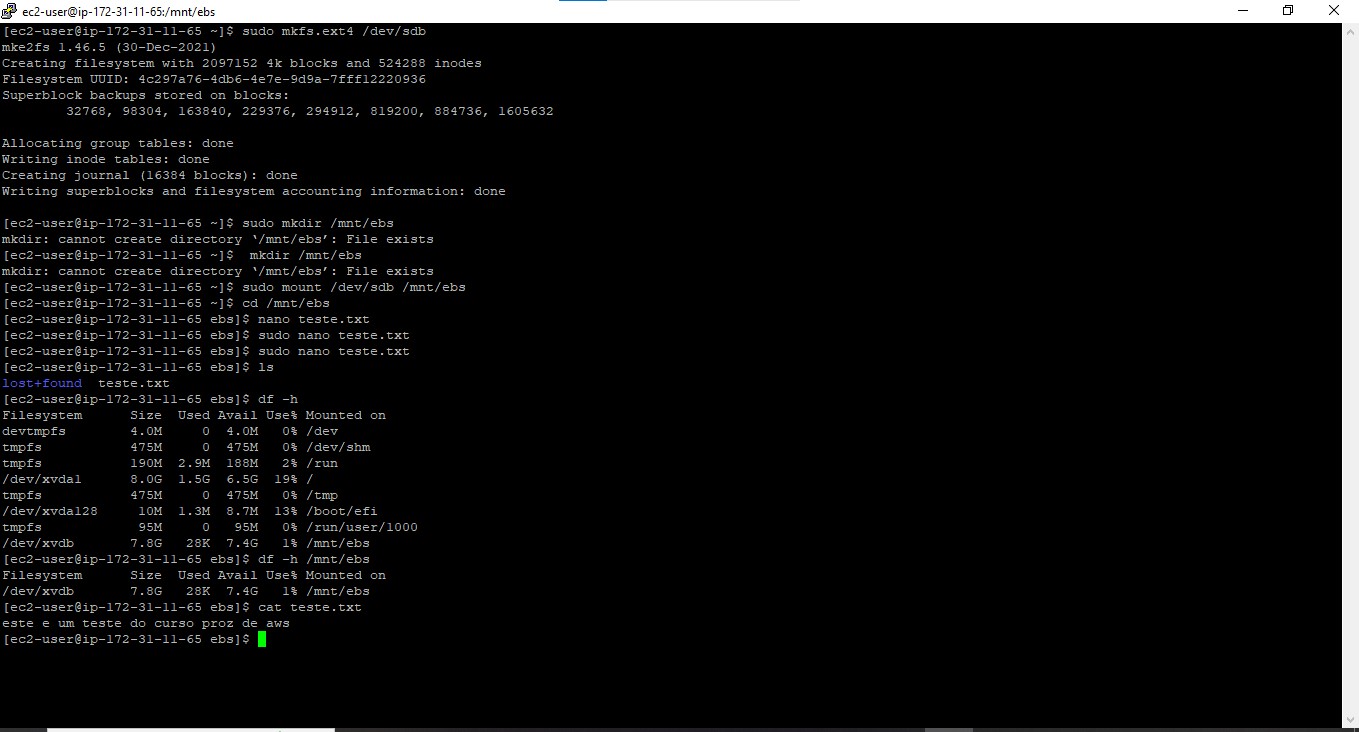 ec2-user@ip-172-31-11-65:/mnt/ebs
[ec2-user@ip-172-31-11-65 ~]$ sudo mkfs.ext4 /dev/sdb
mke2fs 1.46.5 (30-Dec-2021)
Creating filesystem with 2097152 4k blocks and 524288 inodes
Filesystem UUID: 4c297a76-4db6-4e7e-9d9a-7fff12220936
Superblock backups stored on blocks:
        32768, 98304, 163840, 229376, 294912, 819200, 884736, 1605632
Allocating group tables: done
Writing inode tables: done
Creating journal (16384 blocks): done
Writing superblocks and filesystem accounting information: done
[ec2-user@ip-172-31-11-65 ~]$ sudo mkdir /mnt/ebs
mkdir: cannot create directory ‘/mnt/ebs’: File exists
[ec2-user@ip-172-31-11-65 ~]$  mkdir /mnt/ebs
mkdir: cannot create directory ‘/mnt/ebs’: File exists
[ec2-user@ip-172-31-11-65 ~]$ sudo mount /dev/sdb /mnt/ebs
[ec2-user@ip-172-31-11-65 ~]$ cd /mnt/ebs
[ec2-user@ip-172-31-11-65 ebs]$ nano teste.txt
[ec2-user@ip-172-31-11-65 ebs]$ sudo nano teste.txt
[ec2-user@ip-172-31-11-65 ebs]$ sudo nano teste.txt
[ec2-user@ip-172-31-11-65 ebs]$ ls
lost+found  teste.txt
[ec2-user@ip-172-31-11-65 ebs]$ df -h
Filesystem      Size  Used Avail Use% Mounted on
devtmpfs        4.0M     0  4.0M   0% /dev
tmpfs           475M     0  475M   0% /dev/shm
tmpfs           190M  2.9M  188M   2% /run
/dev/xvda1      8.0G  1.5G  6.5G  19% /
tmpfs           475M     0  475M   0% /tmp
/dev/xvda128     10M  1.3M  8.7M  13% /boot/efi
tmpfs            95M     0   95M   0% /run/user/1000
/dev/xvdb       7.8G   28K  7.4G   1% /mnt/ebs
[ec2-user@ip-172-31-11-65 ebs]$ df -h /mnt/ebs
Filesystem      Size  Used Avail Use% Mounted on
/dev/xvdb       7.8G   28K  7.4G   1% /mnt/ebs
[ec2-user@ip-172-31-11-65 ebs]$ cat teste.txt
este e um teste do curso proz de aws
[ec2-user@ip-172-31-11-65 ebs]$